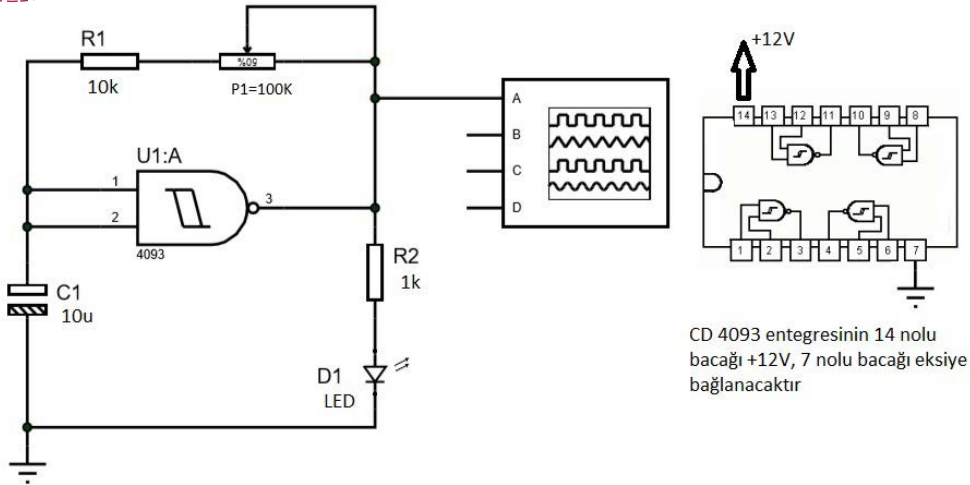 R1
10k
%50
P1=100K
U1:A
1
2
3
4093
C1
10u
R2
1k
D1
LED
A
B
C
D
+12V
14 13 12 11 10 9 8
1 2 3 4 5 6 7
CD 4093 entegresinin 14 nolu
bacağı +12V, 7 nolu bacağı eksiye
bağlanacaktır